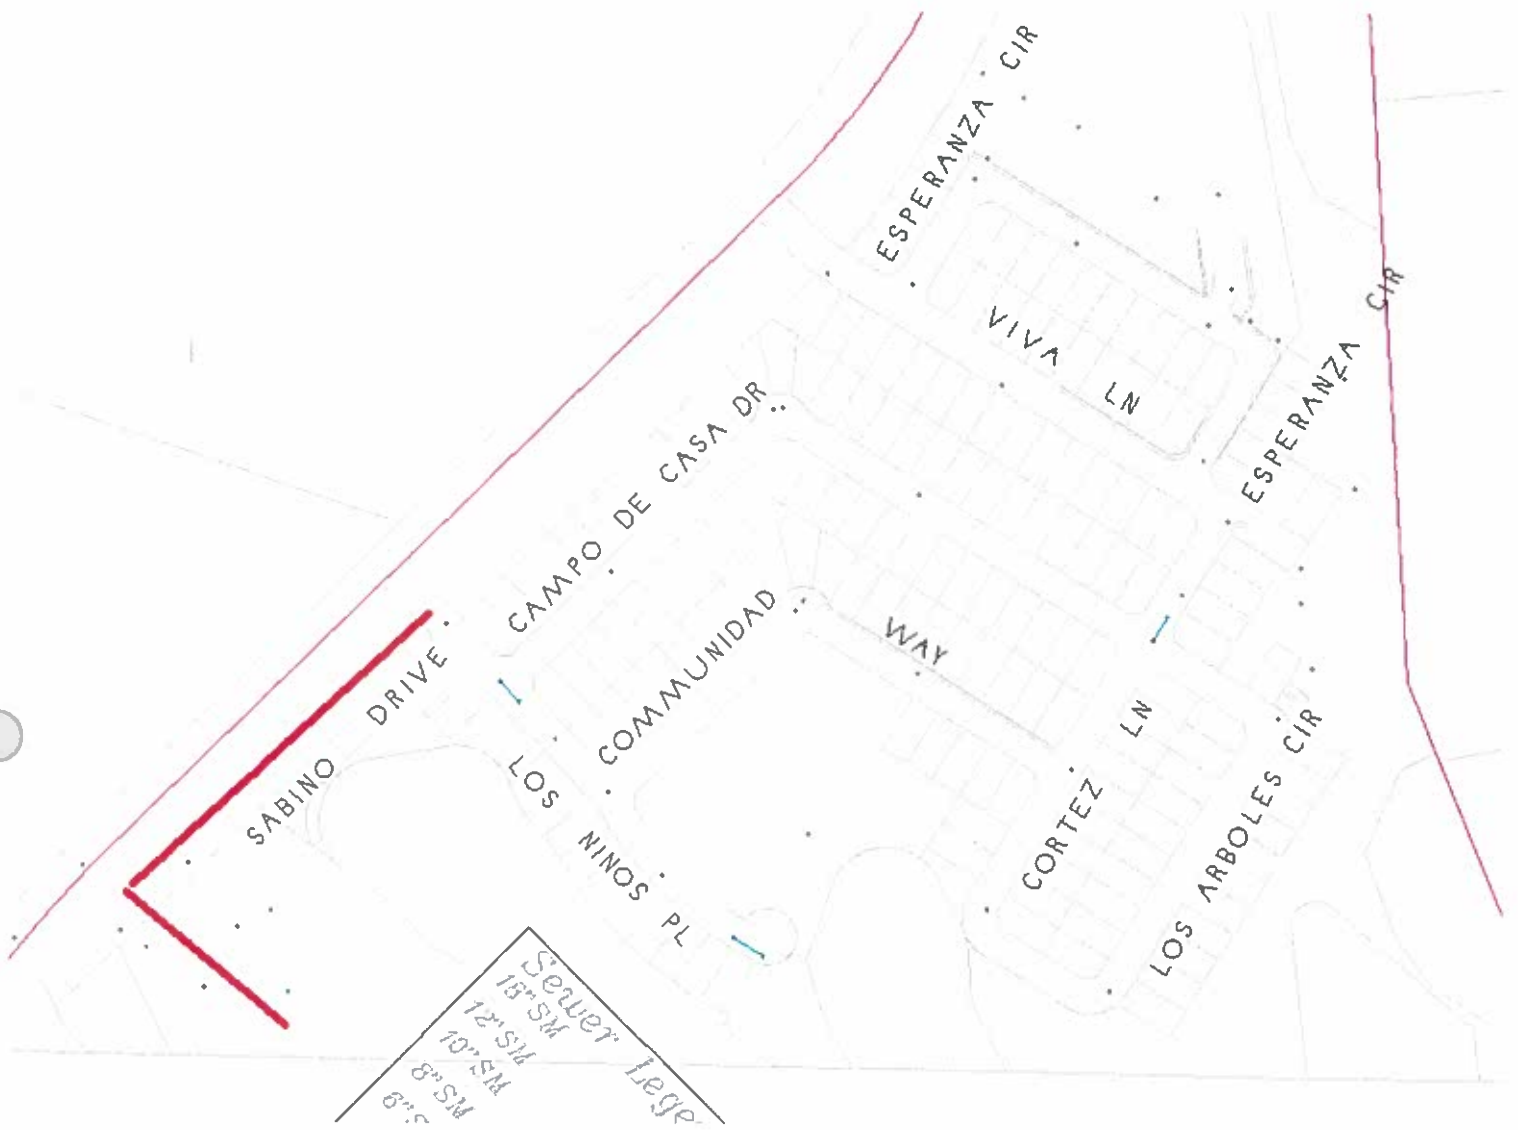 ESPERANZA CIR
ESPERANZA CIR
VIVA LN
CAMPO DE CASA DR
COMMUNIDAD WAY
SABINO DRIVE
LOS NINOS PL
CORTEZ LN
LOS ARBOLES CIR
Sewer Lege
18"SM
12"SM
10"SM
8"SM